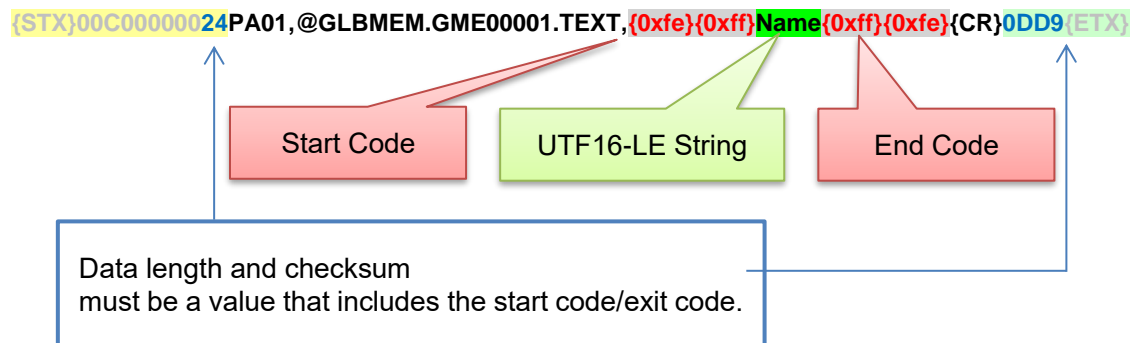 {STX}00C00000024PA01,@GLBMEM.GME00001.TEXT,{0xfe}{0xff}Name{0xff}{0xfe}{CR}0DD9{ETX}
Start Code
UTF16-LE String
End Code
Data length and checksum
must be a value that includes the start code/exit code.